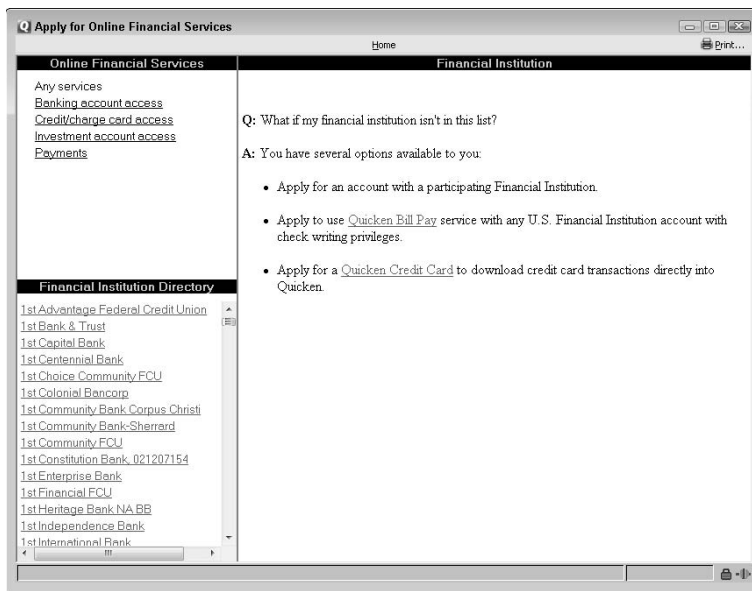 Apply for Online Financial Services
Home
Print...
Online Financial Services
Any services
Banking account access
Credit/charge card access
Investment account access
Payments
Financial Institution Directory
1st Advantage Federal Credit Union
1st Bank & Trust
1st Capital Bank
1st Centennial Bank
1st Choice Community FCU
1st Colonial Bancorp
1st Community Bank Corpus Christi
1st Community Bank-Sherrard
1st Community FCU
1st Constitution Bank, 021207154
1st Enterprise Bank
1st Financial FCU
1st Heritage Bank NA BB
1st Independence Bank
1st International Bank
Financial Institution
Q: What if my financial institution isn't in this list?
A: You have several options available to you:
• Apply for an account with a participating Financial Institution.
• Apply to use Quicken Bill Pay service with any U.S. Financial Institution account with
check writing privileges.
• Apply for a Quicken Credit Card to download credit card transactions directly into
Quicken.